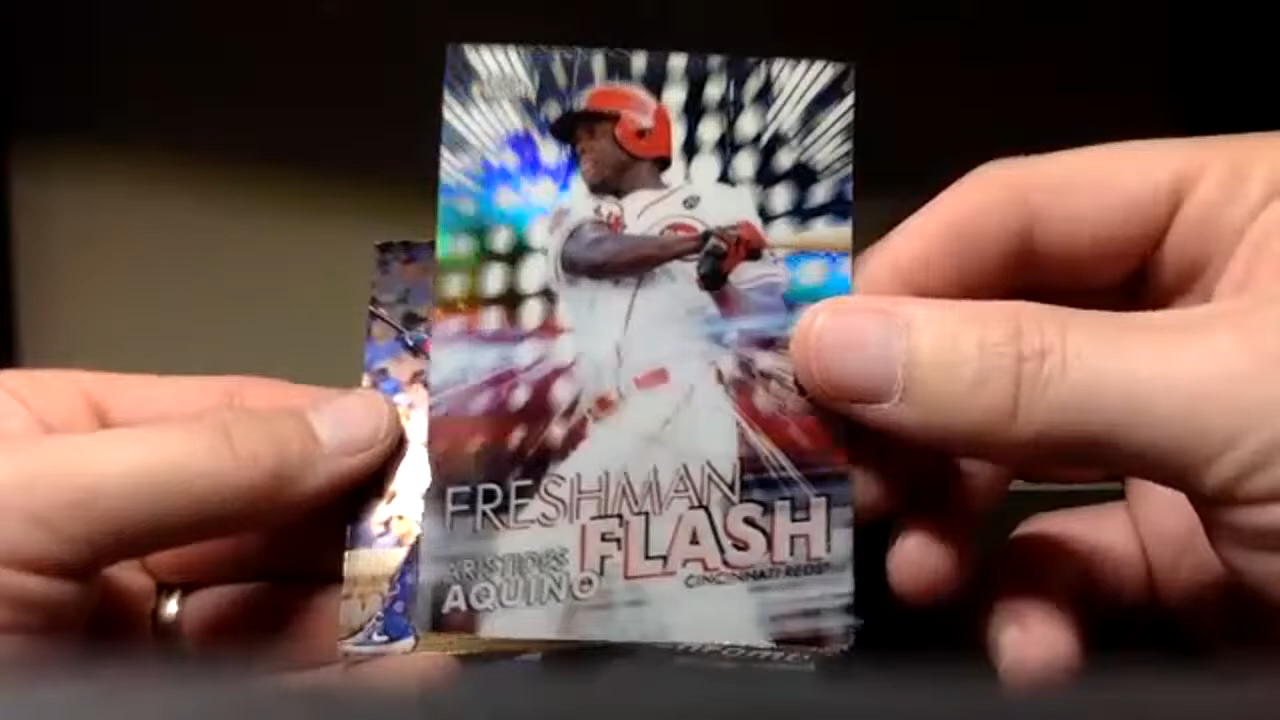 FRESHMAN
FLASH
ARISTIDES
AQUINO
CINCINNATI REDS